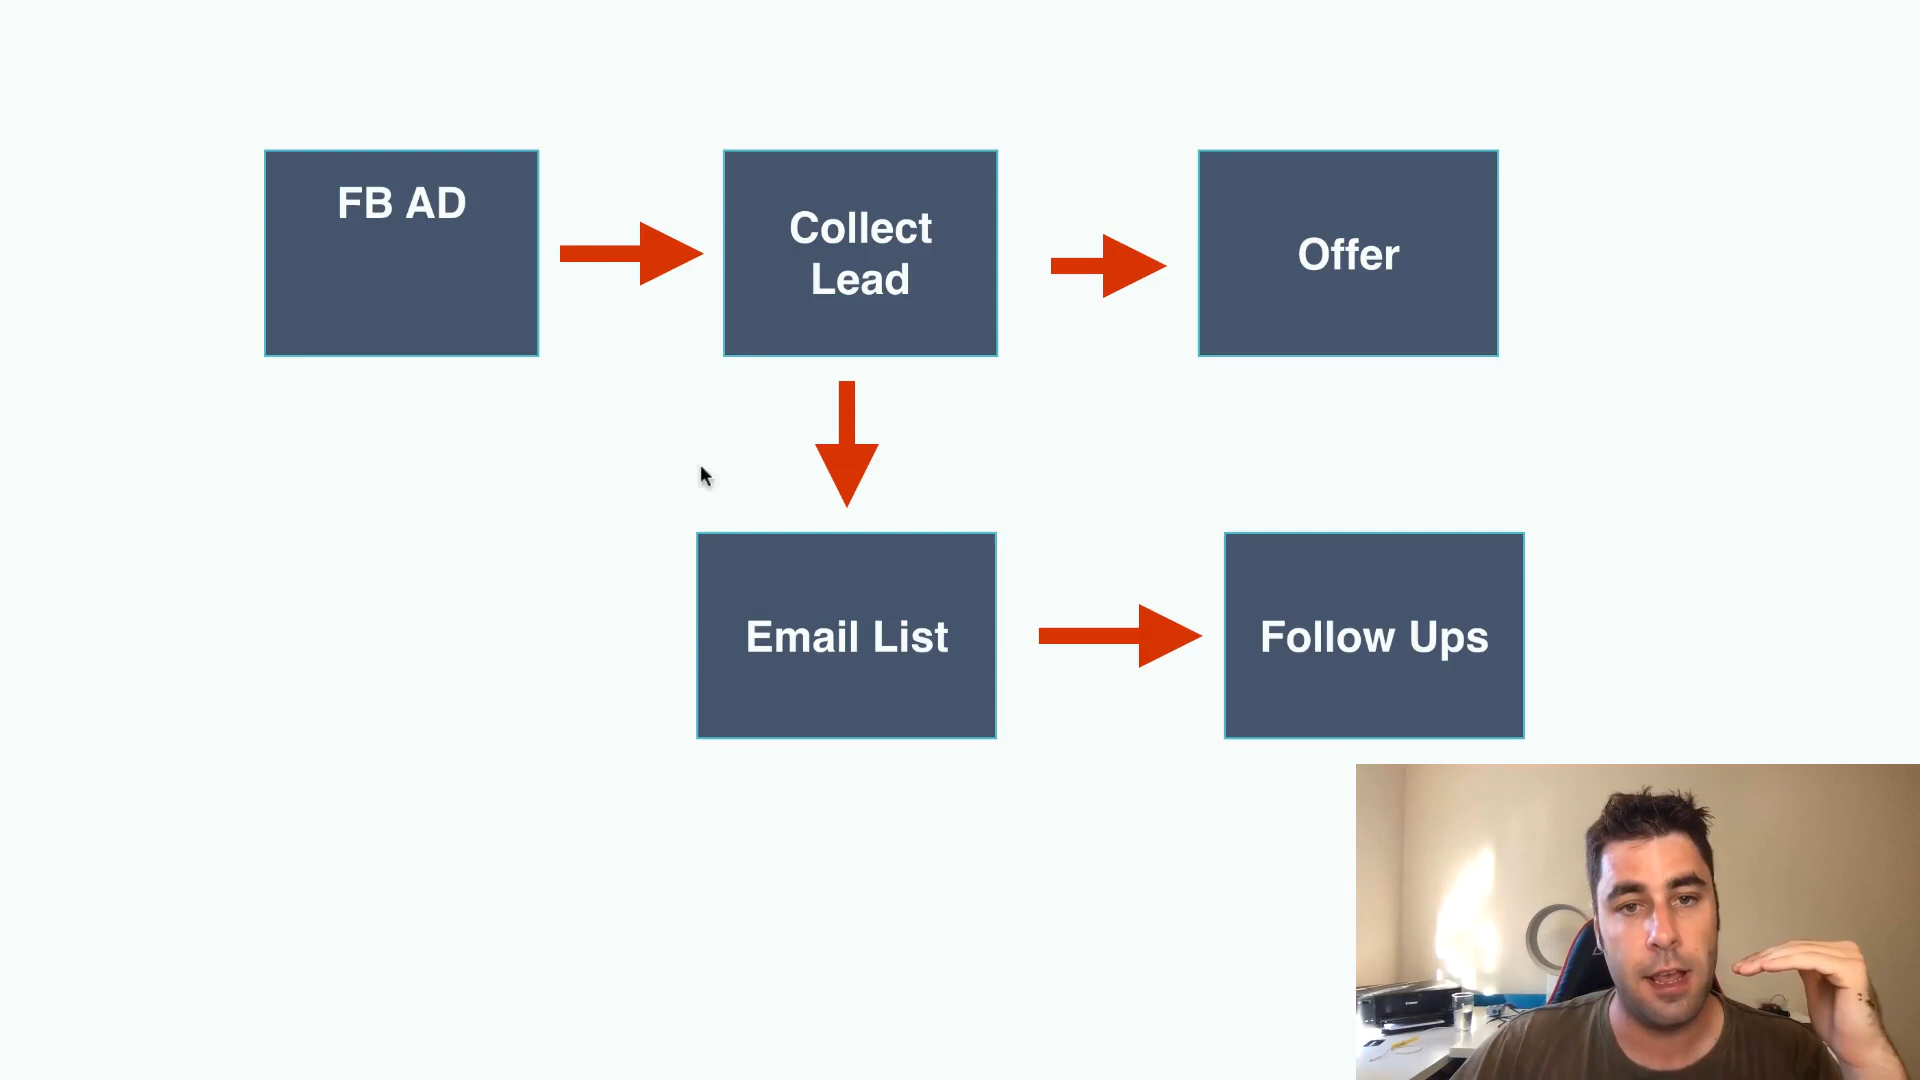 FB AD
Collect
Lead
Offer
Email List
Follow Ups